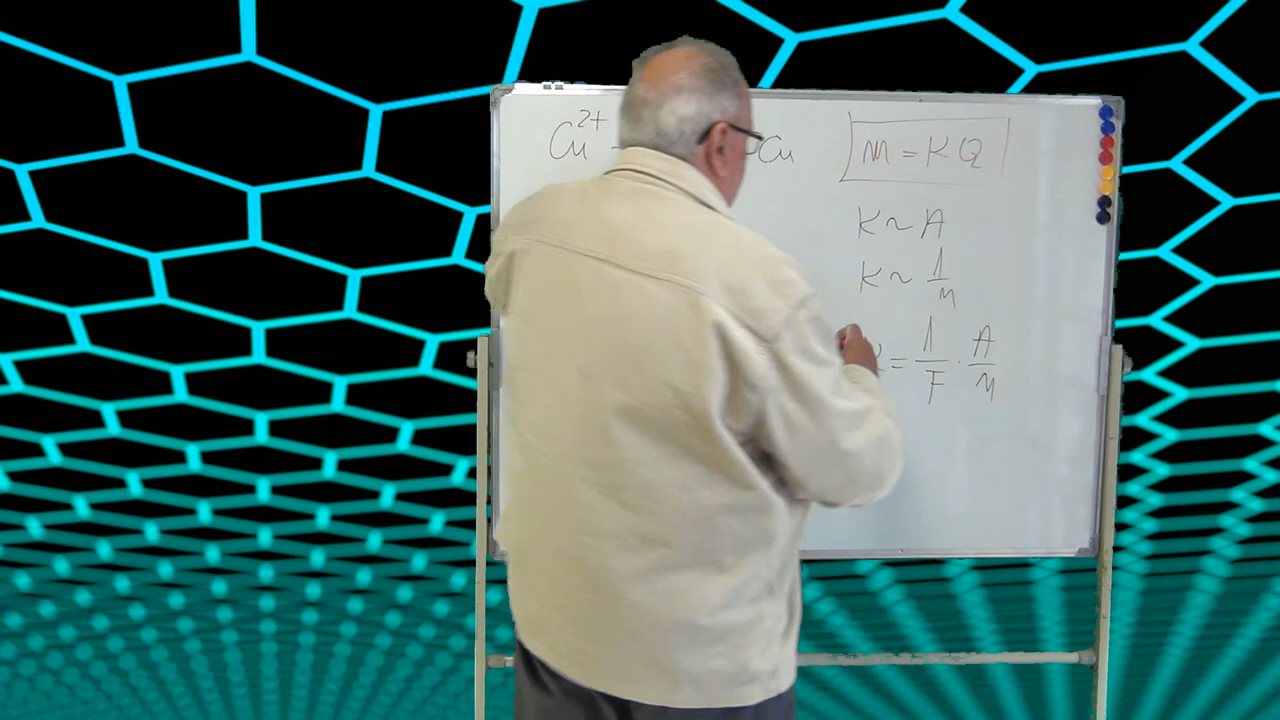 Cu²⁺ Cu
m = K Q
K ~ A
K ~ 1/n
= 1/F · A/n